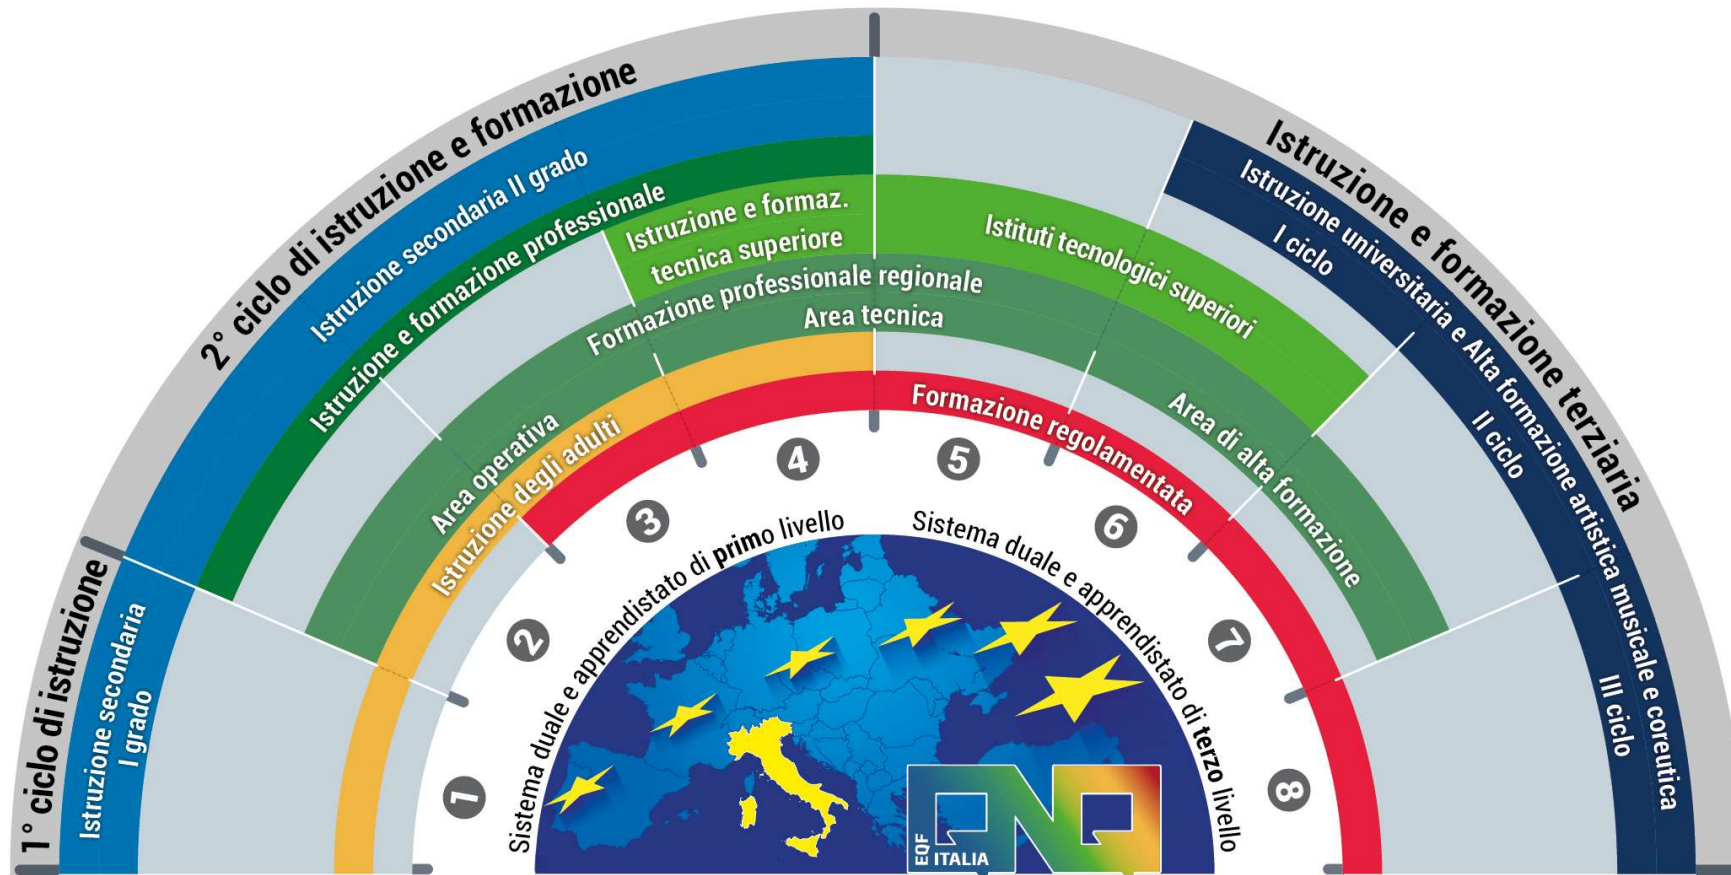 1° ciclo di istruzione
2° ciclo di istruzione e formazione
Istruzione e formazione terziaria
Istruzione secondaria
I grado
Istruzione secondaria II grado
Istruzione e formazione professionale
Istruzione e formaz.
tecnica superiore
Istituti tecnologici superiori
Istruzione universitaria e Alta formazione artistica musicale e coreutica
I ciclo
II ciclo
III ciclo
Formazione professionale regionale
Area operativa
Area tecnica
Area di alta formazione
Istruzione degli adulti
Formazione regolamentata
1
2
3
4
5
6
7
8
Sistema duale e apprendistato di primo livello
Sistema duale e apprendistato di terzo livello
EQF
ITALIA
QNQ